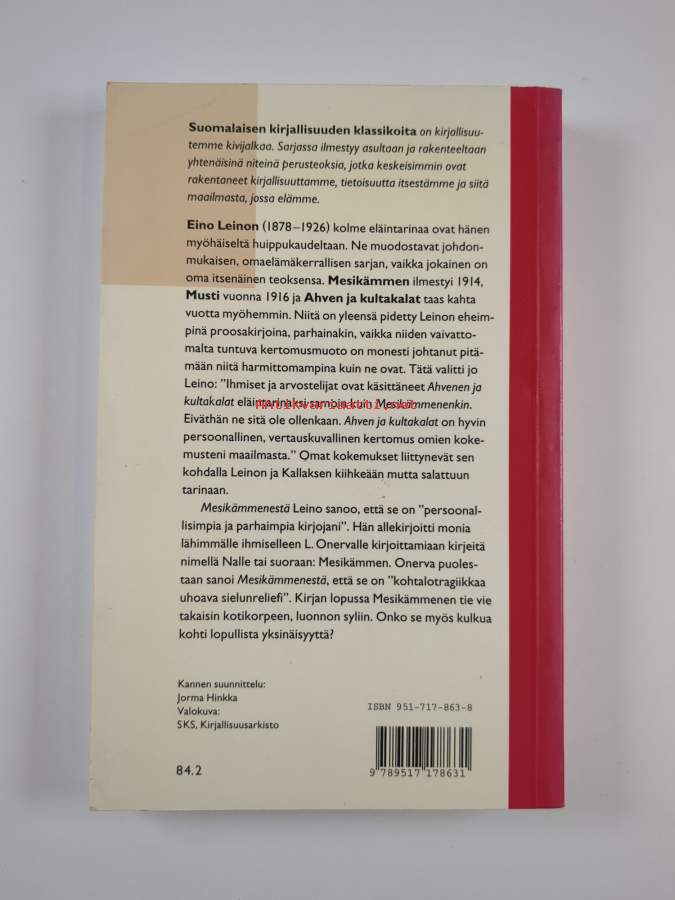 Suomalaisen kirjallisuuden klassikoita on kirjallisuu-
temme kivijalkaa. Sarjassa ilmestyy asultaan ja rakenteeltaan
yhtenäisinä niteinä perusteoksia, jotka keskeisimmin ovat
rakentaneet kirjallisuuttamme, tietoisuutta itsestämme ja siitä
maailmasta, jossa elämme.
Eino Leinon (1878–1926) kolme eläintarinaa ovat hänen
myöhäiseltä huippukaudeltaan. Ne muodostavat johdon-
mukaisen, omaelämäkerrallisen sarjan, vaikka jokainen on
oma itsenäinen teoksensa. Mesikämmen ilmestyi 1914,
Musti vuonna 1916 ja Ahven ja kultakalat taas kahta
vuotta myöhemmin. Niitä on yleensä pidetty Leinon eheim-
pinä proosakirjoina, parhainakin, vaikka niiden vaivatto-
malta tuntuva kertomusmuoto on monesti johtanut pitä-
mään niitä harmittomampina kuin ne ovat. Tätä valitti jo
Leino: "Ihmiset ja arvostelijat ovat käsittäneet Ahvenen ja
kultakalat eläintarinaksi samoin kuin Mesikämmenenkin.
Antikvariaattori.net
Eiväthän ne sitä ole ollenkaan. Ahven ja kultakalat on hyvin
persoonallinen, vertauskuvallinen kertomus omien koke-
musteni maailmasta." Omat kokemukset liittynevät sen
kohdalla Leinon ja Kallaksen kiihkeään mutta salattuun
tarinaan.
Mesikämmenestä Leino sanoo, että se on "persoonal-
lisimpia ja parhaimpia kirjojani". Hän allekirjoitti monia
lähimmälle ihmiselleen L. Onervalle kirjoittamiaan kirjeitä
nimellä Nalle tai suoraan: Mesikämmen. Onerva puoles-
taan sanoi Mesikämmenestä, että se on "kohtalotragiikkaa
uhoava sielunreliefi". Kirjan lopussa Mesikämmenen tie vie
takaisin kotikorpeen, luonnon syliin. Onko se myös kulkua
kohti lopullista yksinäisyyttä?
Kannen suunnittelu:
Jorma Hinkka
Valokuva:
SKS, Kirjallisuusarkisto
84.2
ISBN 951-717-863-8
9 789517 178631